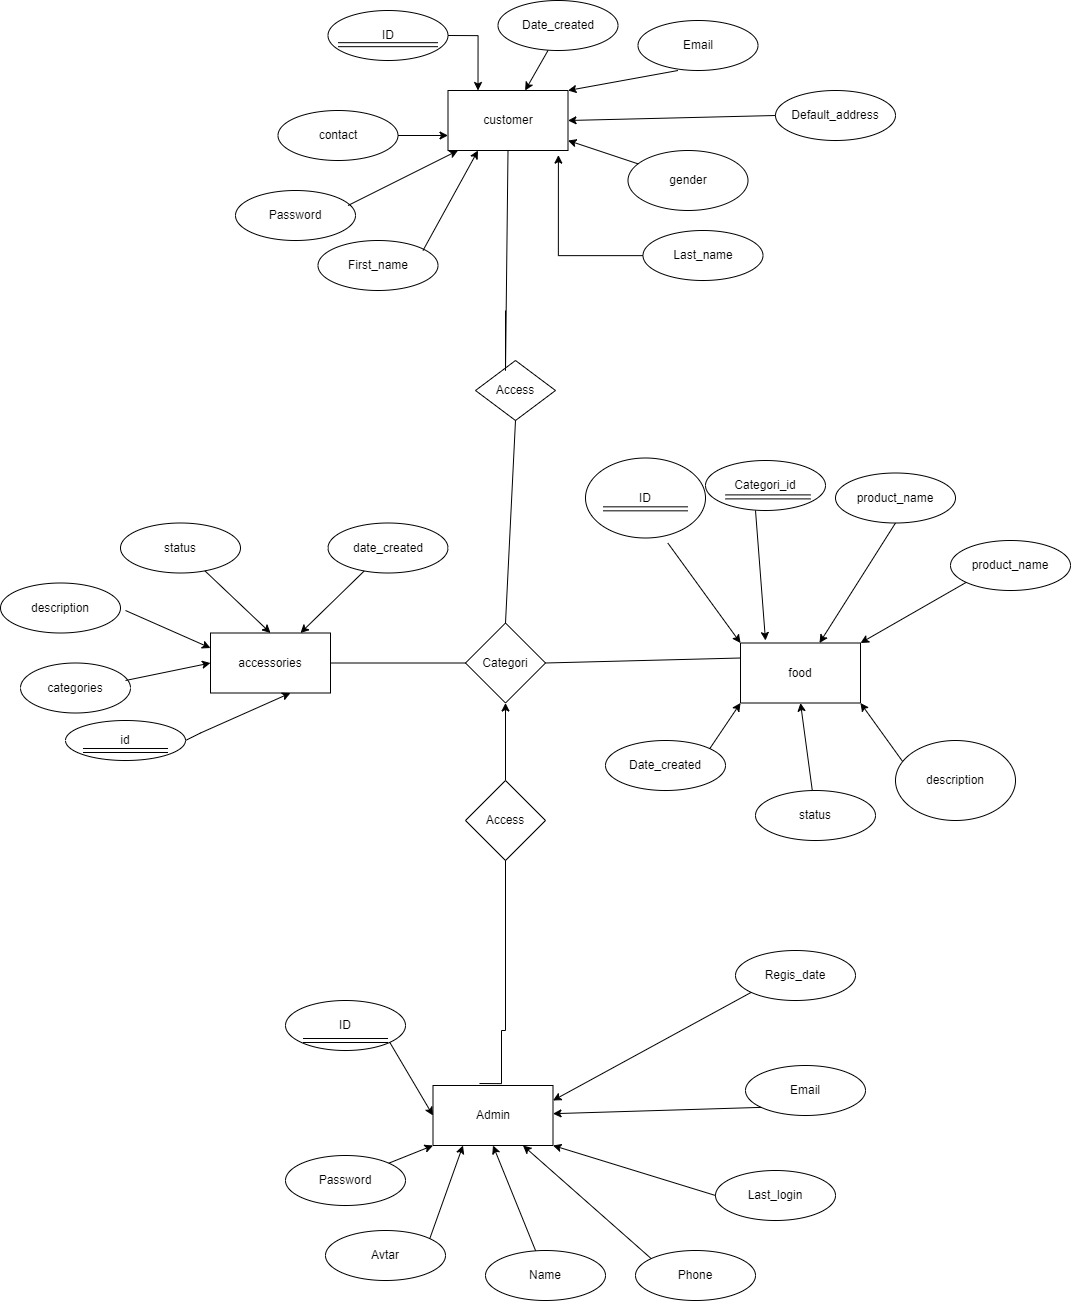 ID
Date_created
Email
customer
Default_address
contact
gender
Password
Last_name
First_name
Access
ID
Categori_id
product_name
status
date_created
product_name
description
accessories
Categori
food
categories
id
Date_created
description
status
Access
Regis_date
ID
Email
Admin
Password
Last_login
Avtar
Name
Phone